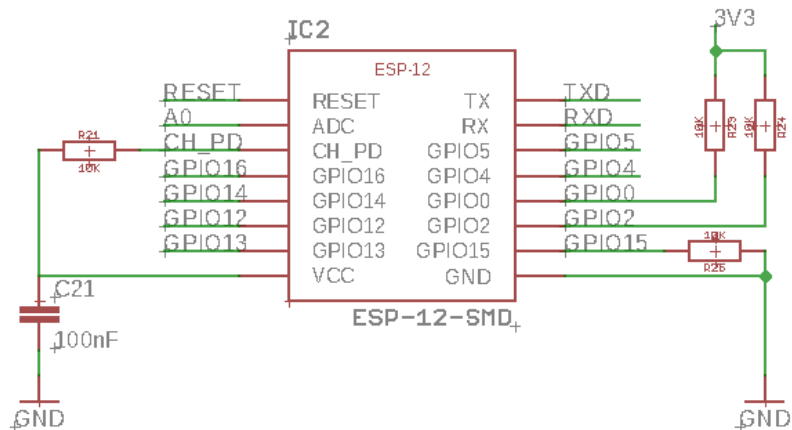 3V3
IC2
ESP-12
RESET RESET TX TXD
A0 ADC RX RXD
R21
CH_PD CH_PD GPIO5 GPIO5
10K
GPIO16 GPIO16 GPIO4 GPIO4
GPIO14 GPIO14 GPIO0 GPIO0
GPIO12 GPIO12 GPIO2 GPIO2
GPIO13 GPIO13 GPIO15 GPIO15
VCC GND
10K R23 10K R24
10K
R25
C21
100nF
ESP-12-SMD
GND GND